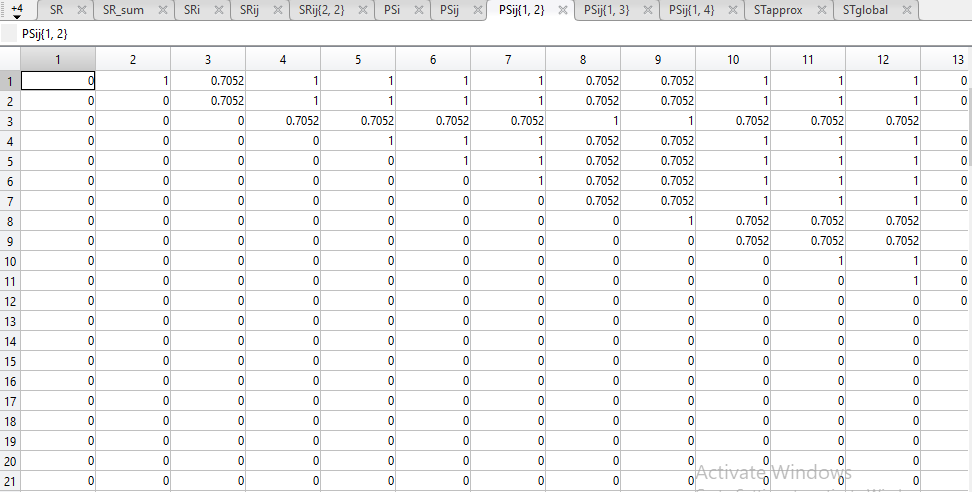 +4 SR SR_sum SRi SRij SRij{2, 2} PSi PSij PSij{1, 2} PSij{1, 3} PSij{1, 4} STapprox STglobal
PSij{1, 2}
1 2 3 4 5 6 7 8 9 10 11 12 13
1 0 1 0.7052 1 1 1 1 0.7052 0.7052 1 1 1 0
2 0 0 0.7052 1 1 1 1 0.7052 0.7052 1 1 1 0
3 0 0 0 0.7052 0.7052 0.7052 0.7052 1 1 0.7052 0.7052 0.7052
4 0 0 0 0 1 1 1 0.7052 0.7052 1 1 1 0
5 0 0 0 0 0 1 1 0.7052 0.7052 1 1 1 0
6 0 0 0 0 0 0 1 0.7052 0.7052 1 1 1 0
7 0 0 0 0 0 0 0 0.7052 0.7052 1 1 1 0
8 0 0 0 0 0 0 0 0 1 0.7052 0.7052 0.7052
9 0 0 0 0 0 0 0 0 0 0.7052 0.7052 0.7052
10 0 0 0 0 0 0 0 0 0 0 1 1 0
11 0 0 0 0 0 0 0 0 0 0 0 1 0
12 0 0 0 0 0 0 0 0 0 0 0 0 0
13 0 0 0 0 0 0 0 0 0 0 0 0
14 0 0 0 0 0 0 0 0 0 0 0 0
15 0 0 0 0 0 0 0 0 0 0 0 0
16 0 0 0 0 0 0 0 0 0 0 0 0
17 0 0 0 0 0 0 0 0 0 0 0 0
18 0 0 0 0 0 0 0 0 0 0 0 0
19 0 0 0 0 0 0 0 0 0 0 0 0
20 0 0 0 0 0 0 0 0 0 0 0 0
21 0 0 0 0 0 0 0 0 0 0 0 0
Activate Windows